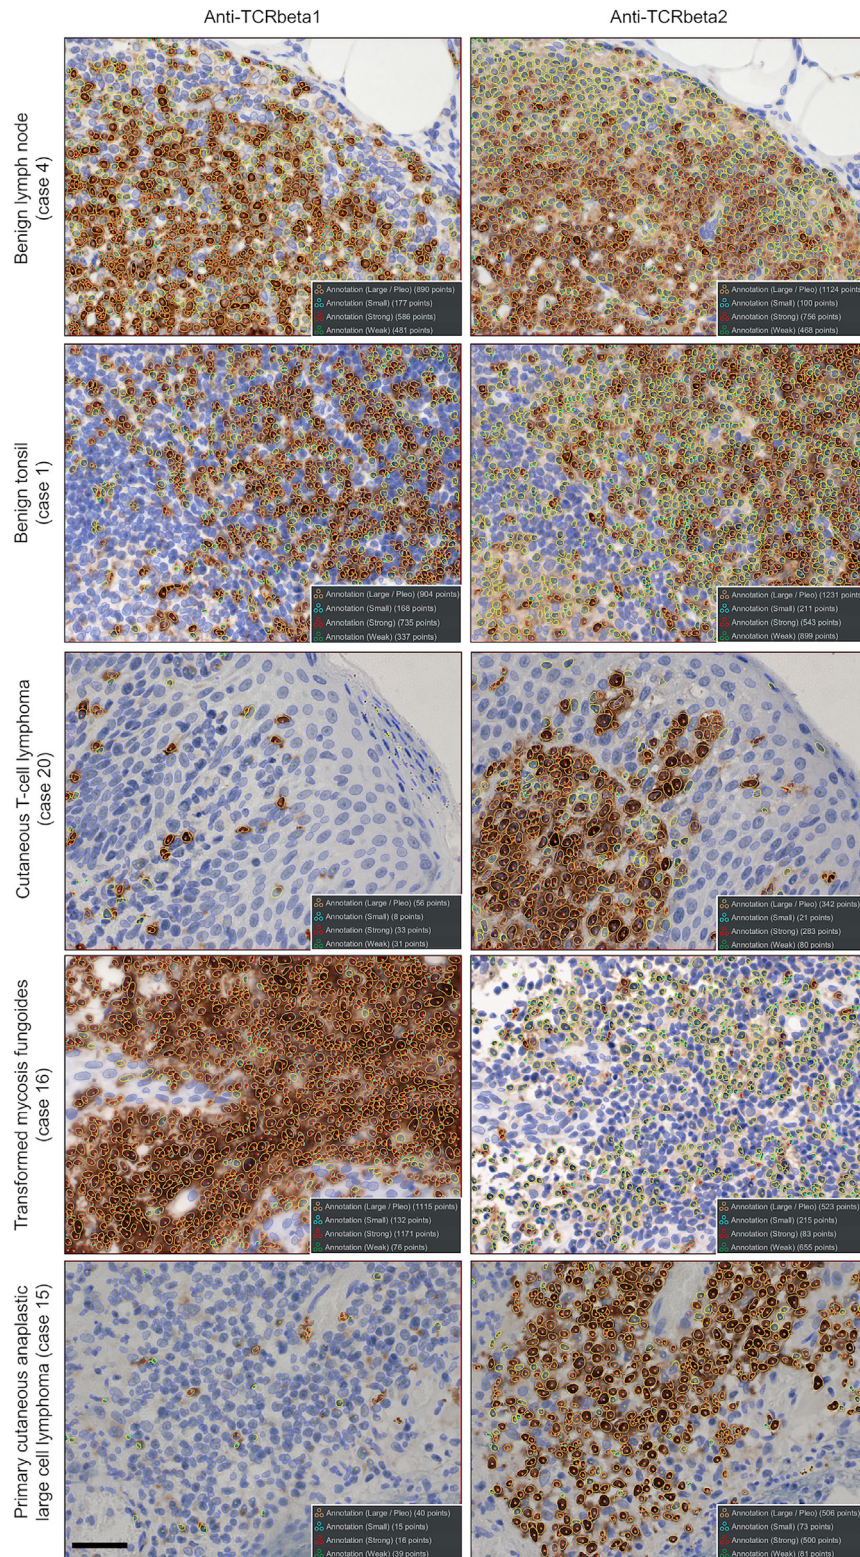 Anti-TCRbeta1
Anti-TCRbeta2
Benign lymph node
(case 4)
Annotation (Large / Pleo) (890 points)
Annotation (Small) (177 points)
Annotation (Strong) (586 points)
Annotation (Weak) (481 points)
Annotation (Large / Pleo) (1124 points)
Annotation (Small) (100 points)
Annotation (Strong) (756 points)
Annotation (Weak) (468 points)
Benign tonsil
(case 1)
Annotation (Large / Pleo) (904 points)
Annotation (Small) (168 points)
Annotation (Strong) (735 points)
Annotation (Weak) (337 points)
Annotation (Large / Pleo) (1231 points)
Annotation (Small) (211 points)
Annotation (Strong) (543 points)
Annotation (Weak) (899 points)
Cutaneous T-cell lymphoma
(case 20)
Annotation (Large / Pleo) (56 points)
Annotation (Small) (8 points)
Annotation (Strong) (33 points)
Annotation (Weak) (31 points)
Annotation (Large / Pleo) (342 points)
Annotation (Small) (21 points)
Annotation (Strong) (283 points)
Annotation (Weak) (80 points)
Transformed mycosis fungoides
(case 16)
Annotation (Large / Pleo) (1115 points)
Annotation (Small) (132 points)
Annotation (Strong) (1171 points)
Annotation (Weak) (76 points)
Annotation (Large / Pleo) (523 points)
Annotation (Small) (215 points)
Annotation (Strong) (83 points)
Annotation (Weak) (655 points)
Primary cutaneous anaplastic
large cell lymphoma (case 15)
Annotation (Large / Pleo) (40 points)
Annotation (Small) (15 points)
Annotation (Strong) (16 points)
Annotation (Weak) (39 points)
Annotation (Large / Pleo) (506 points)
Annotation (Small) (73 points)
Annotation (Strong) (500 points)
Annotation (Weak) (81 points)